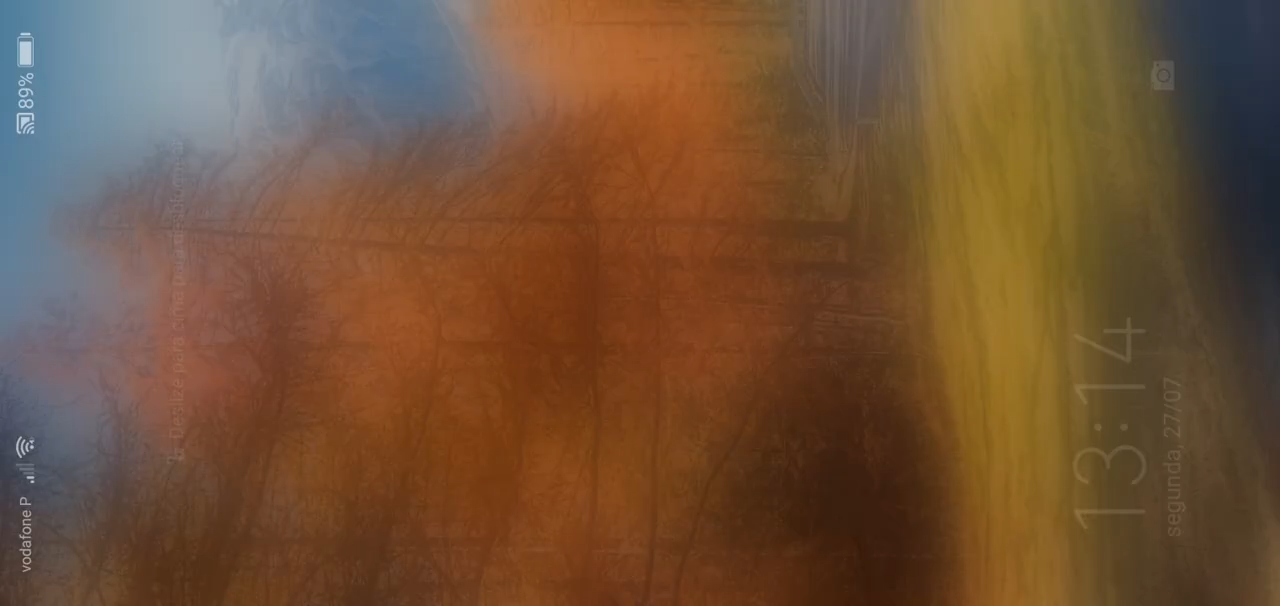 vodafone P
89%
Deslize para cima para desbloquear
13:14
segunda, 27/07